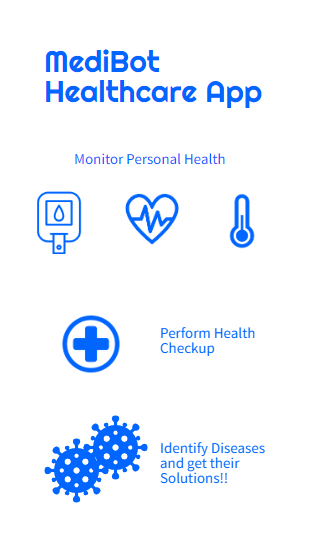 MediBot
Healthcare App
Monitor Personal Health
Perform Health
Checkup
Identify Diseases
and get their
Solutions!!